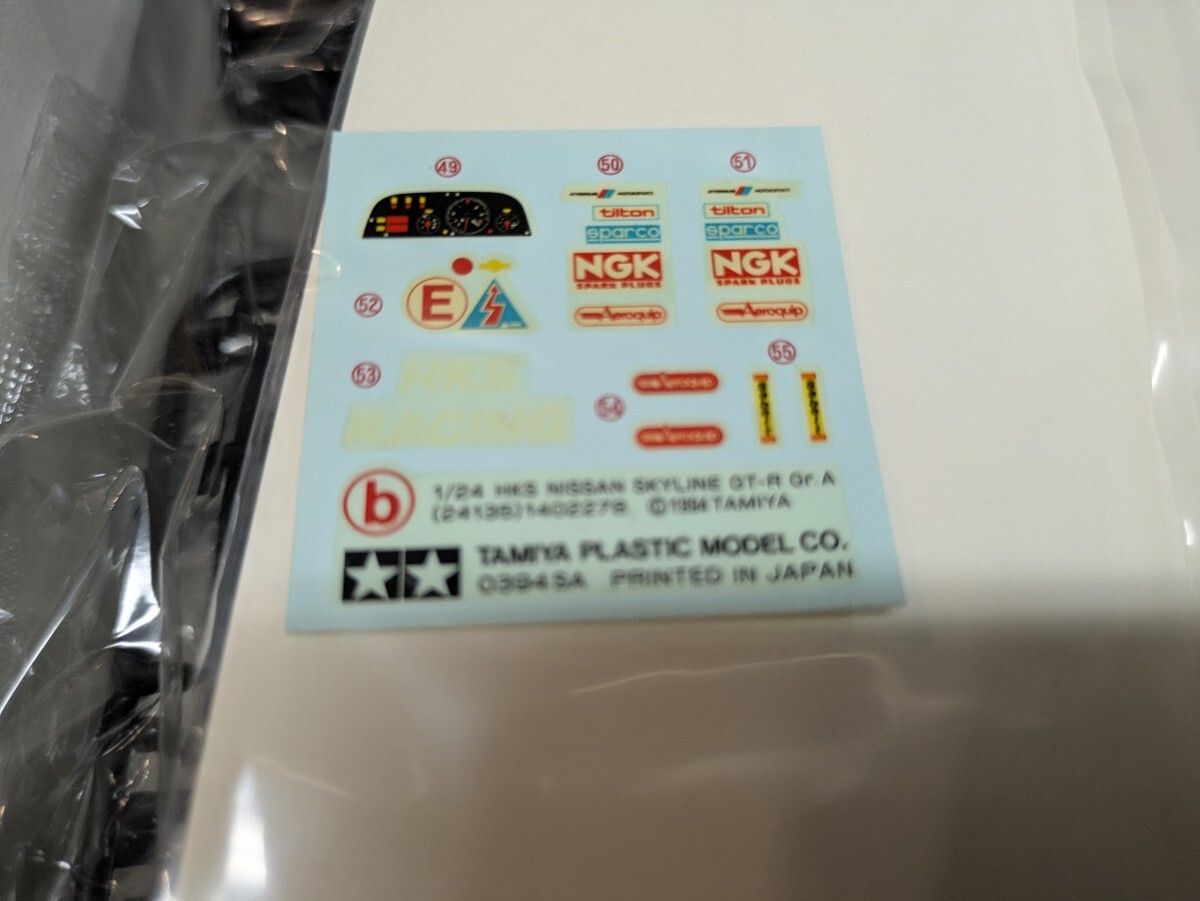 49
50
51
tilton
tilton
sparco
sparco
NGK
SPARK PLUGS
NGK
SPARK PLUGS
Aeroquip
Aeroquip
52
E
53
HKS
RACING
54
Aeroquip
Aeroquip
55
b
1/24 HKS NISSAN SKYLINE GT-R Gr.A
(24135)1402278 ©1994 TAMIYA
TAMIYA PLASTIC MODEL CO.
0394SA PRINTED IN JAPAN